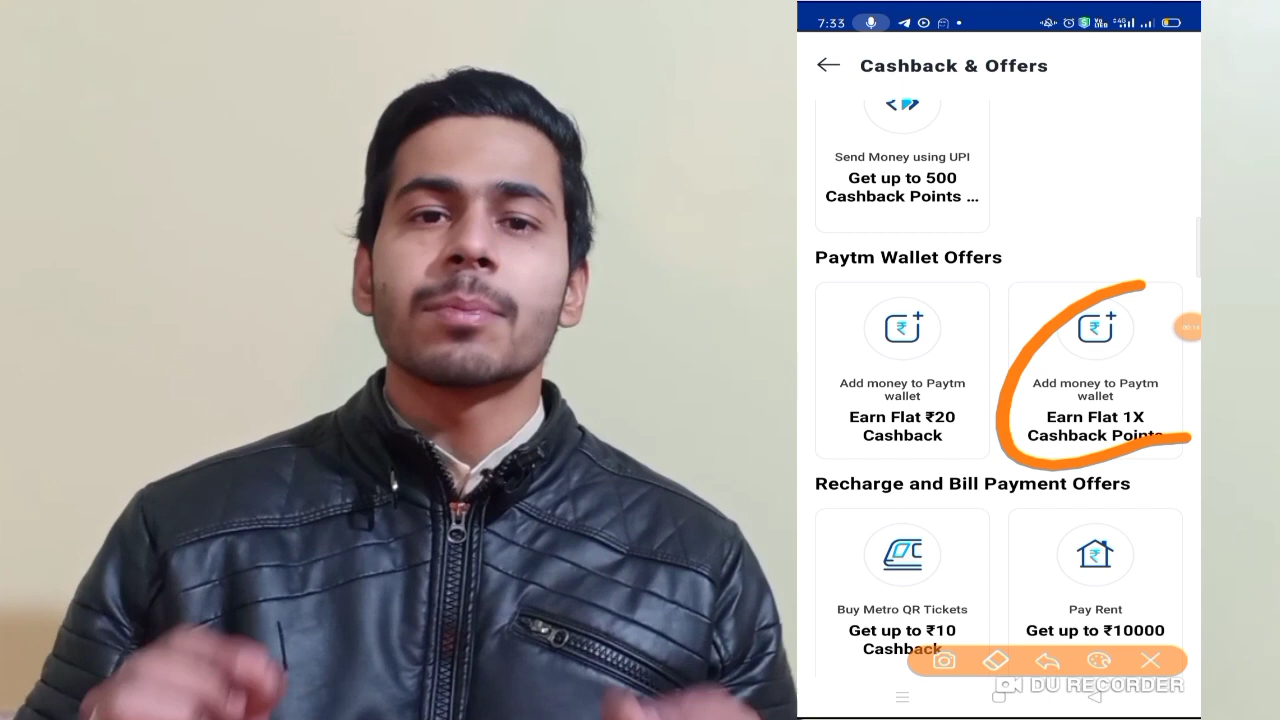 7:33
Cashback & Offers
Send Money using UPI
Get up to 500
Cashback Points ...
Paytm Wallet Offers
Add money to Paytm
wallet
Earn Flat ₹20
Cashback
Add money to Paytm
wallet
Earn Flat 1X
Cashback Points
Recharge and Bill Payment Offers
Buy Metro QR Tickets
Get up to ₹10
Cashback
Pay Rent
Get up to ₹10000
DU RECORDER